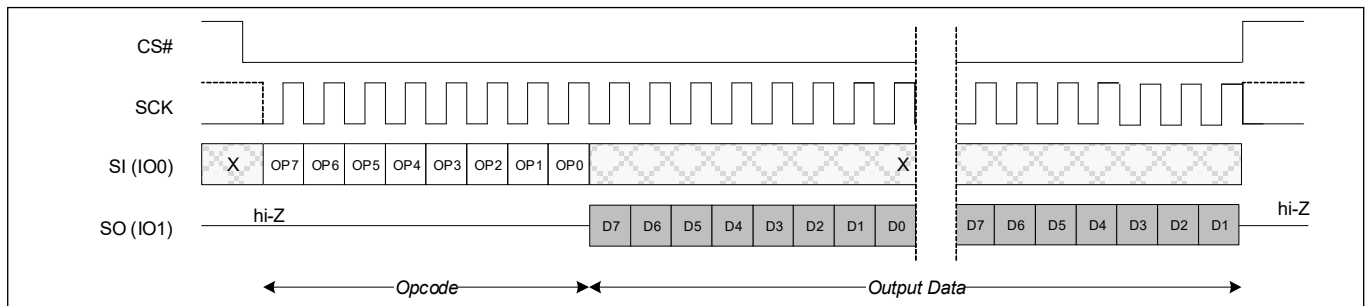 CS#
SCK
SI (IO0) X OP7 OP6 OP5 OP4 OP3 OP2 OP1 OP0 X
hi-Z hi-Z
SO (IO1) D7 D6 D5 D4 D3 D2 D1 D0 D7 D6 D5 D4 D3 D2 D1
Opcode Output Data